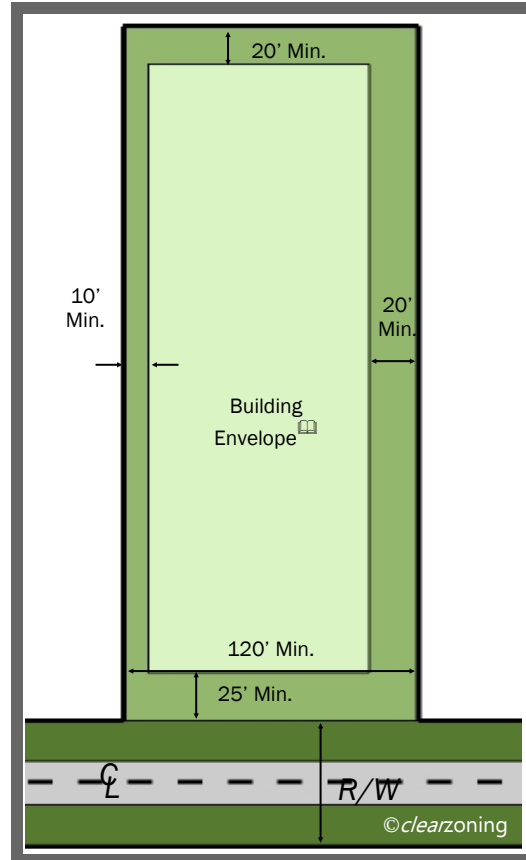 20’ Min.
10’
Min.
20’
Min.
Building
Envelope
120’ Min.
25’ Min.
CL
R/W
©clearzoning